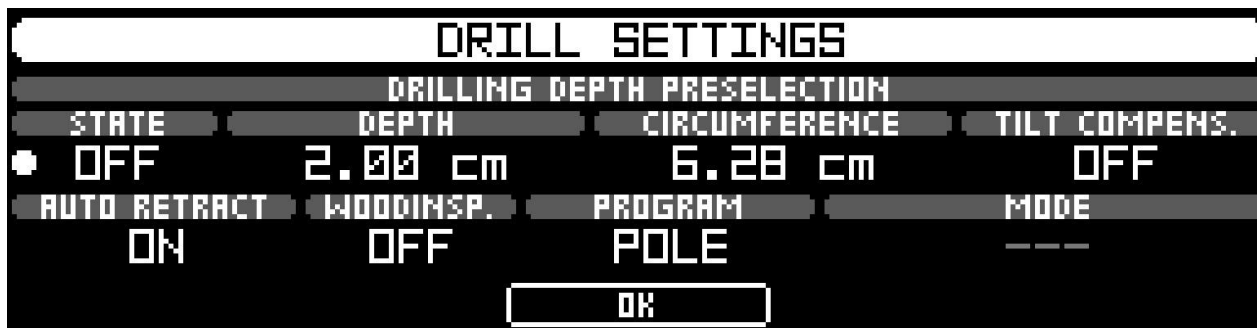 DRILL SETTINGS
DRILLING DEPTH PRESELECTION
STATE DEPTH CIRCUMFERENCE TILT COMPENS.
OFF 2.00 cm 6.28 cm OFF
AUTO RETRACT WOODINSP. PROGRAM MODE
ON OFF POLE ---
OK